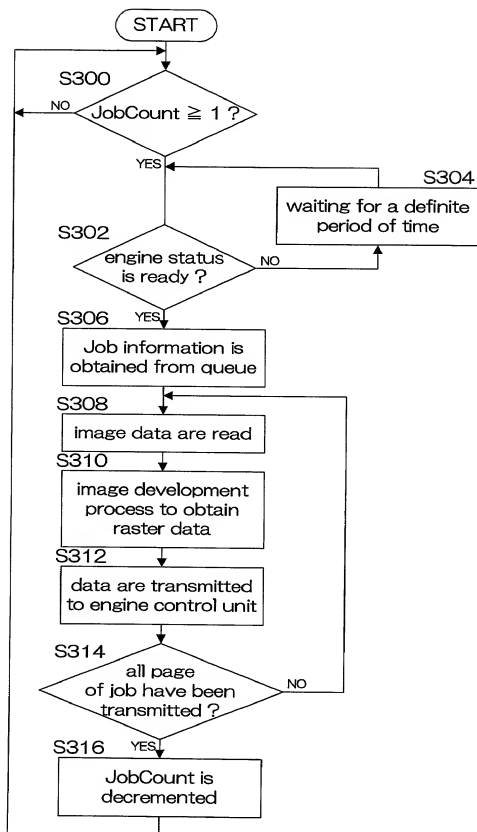 START
S300
NO
JobCount ≧ 1 ?
YES
S304
waiting for a definite
period of time
S302
engine status
is ready ?
NO
S306
YES
Job information is
obtained from queue
S308
image data are read
S310
image development
process to obtain
raster data
S312
data are transmitted
to engine control unit
S314
all page
of job have been
transmitted ?
NO
S316
YES
JobCount is
decremented